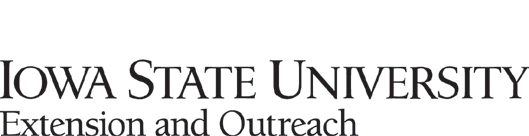 IOWA STATE UNIVERSITY
Extension and Outreach